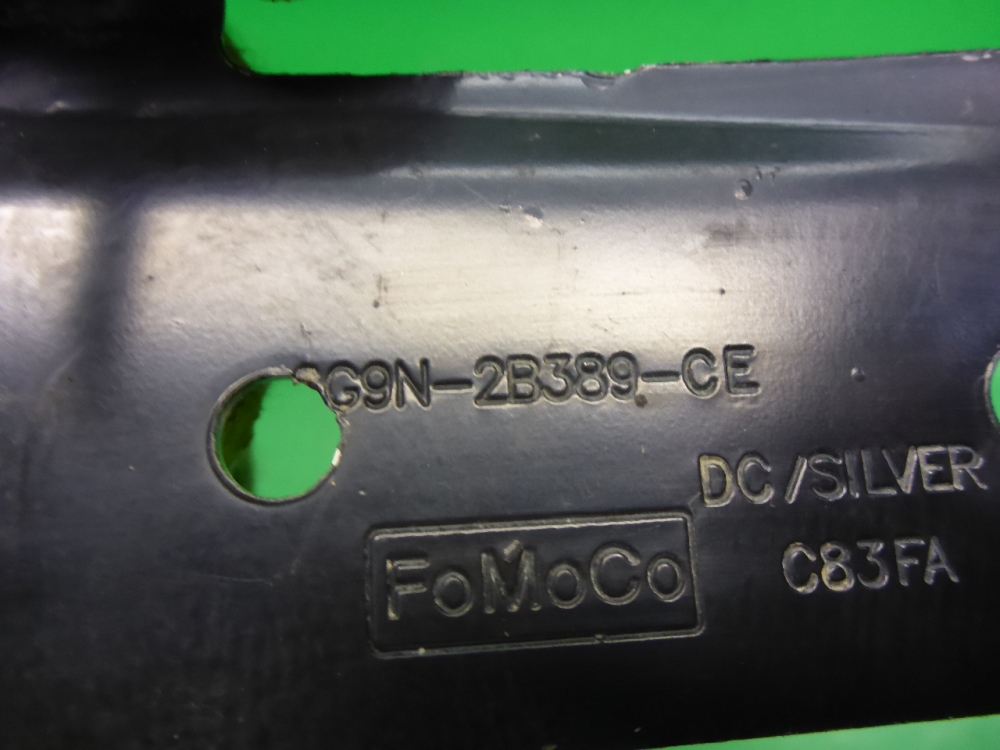 G9N-2B389-CE
DC/SILVER
FoMoCo
C83FA